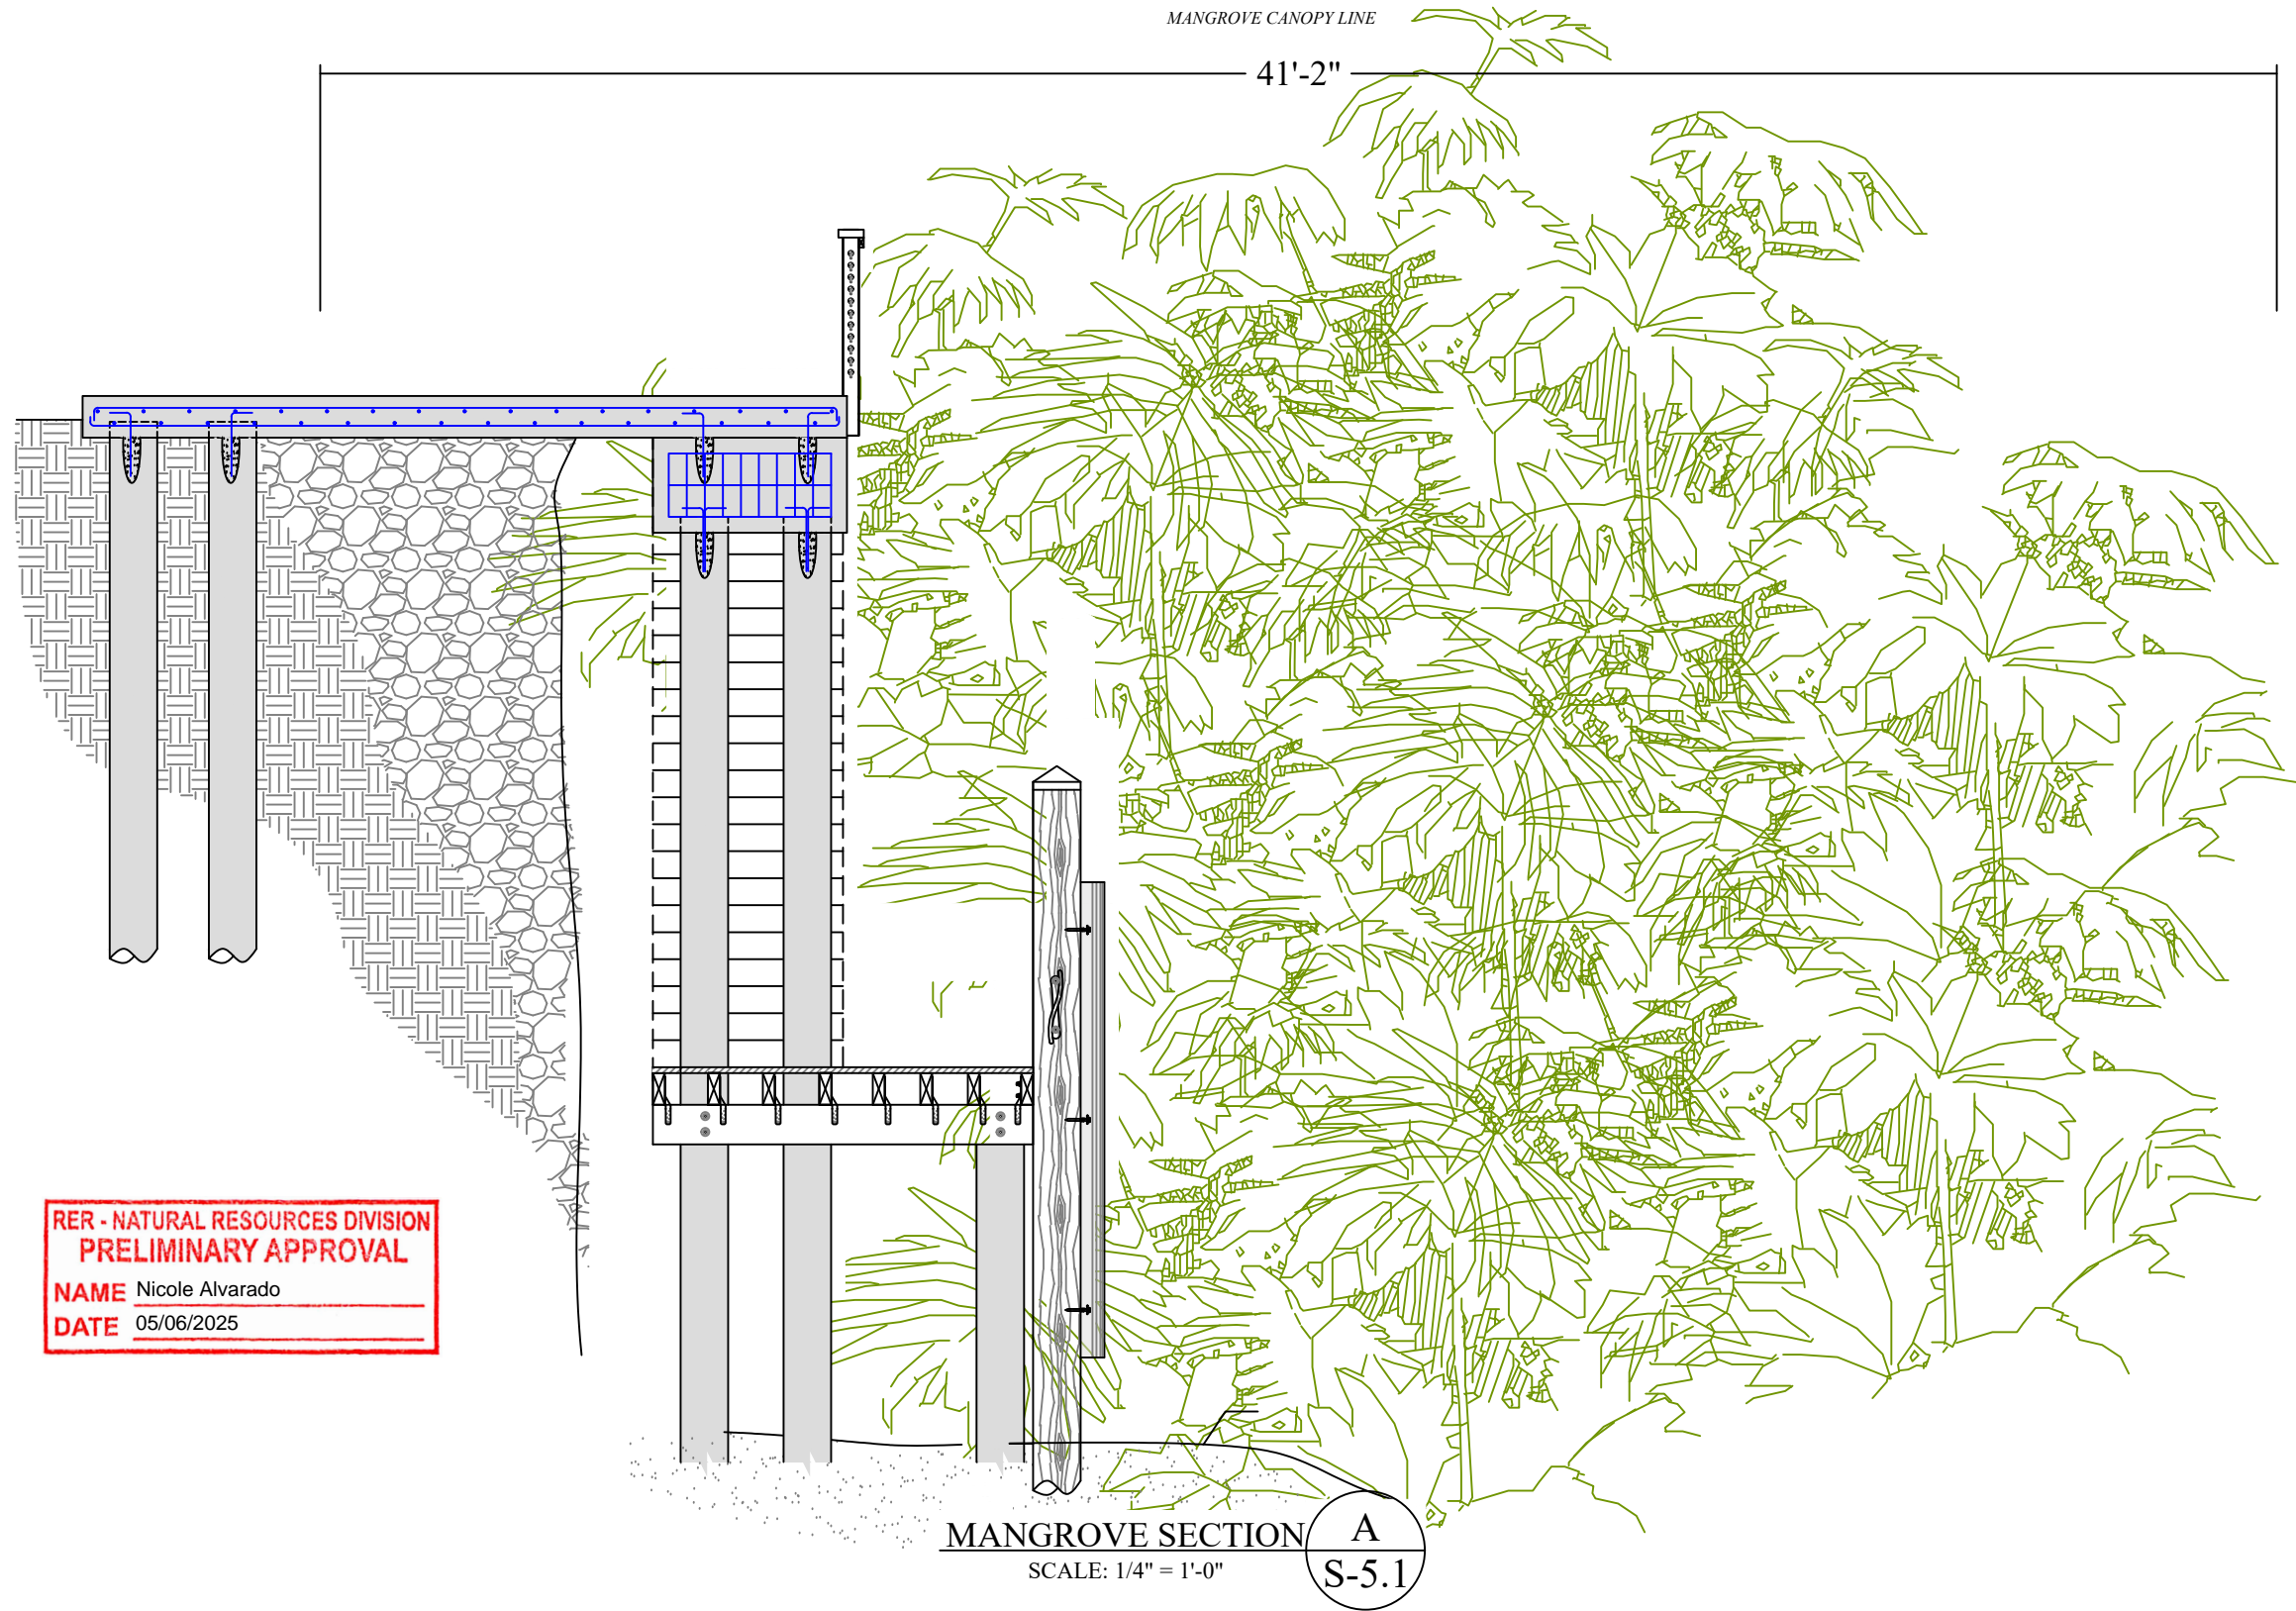 MANGROVE CANOPY LINE
41'-2"
RER - NATURAL RESOURCES DIVISION
PRELIMINARY APPROVAL
NAME Nicole Alvarado
DATE 05/06/2025
MANGROVE SECTION
SCALE: 1/4" = 1'-0"
A
S-5.1